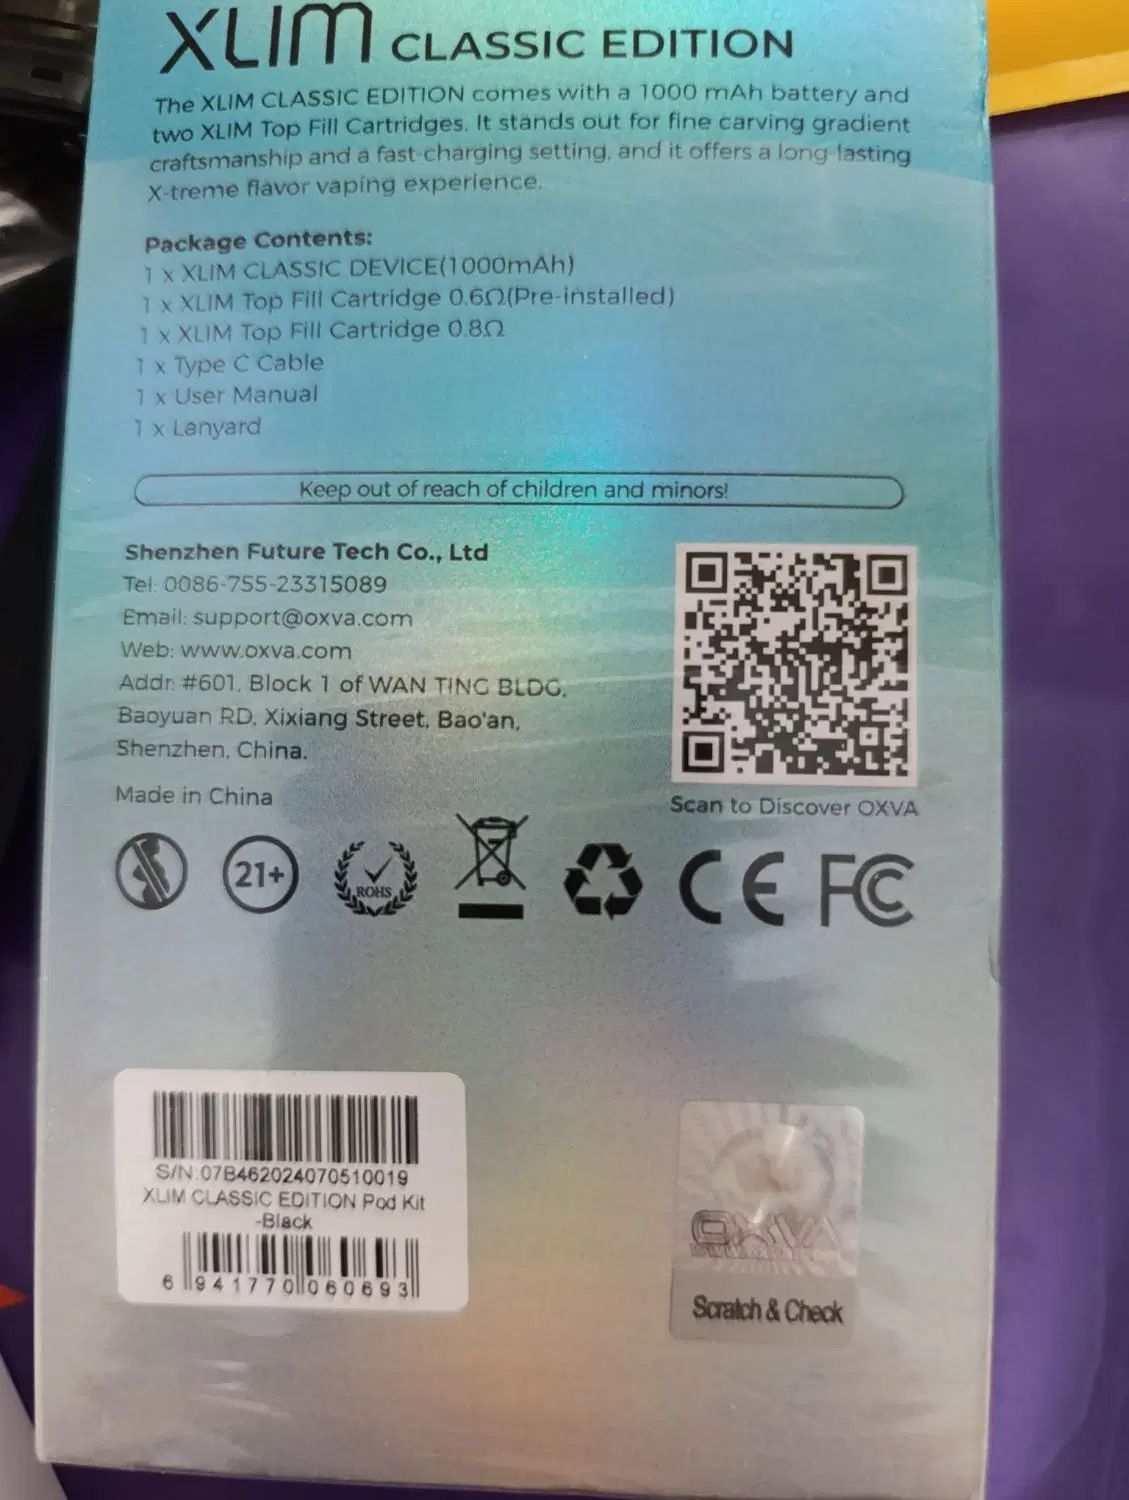 XLIM CLASSIC EDITION
The XLIM CLASSIC EDITION comes with a 1000 mAh battery and
two XLIM Top Fill Cartridges. It stands out for fine carving gradient
craftsmanship and a fast-charging setting, and it offers a long-lasting
X-treme flavor vaping experience.
Package Contents:
1 x XLIM CLASSIC DEVICE(1000mAh)
1 x XLIM Top Fill Cartridge 0.6Ω(Pre-installed)
1 x XLIM Top Fill Cartridge 0.8Ω
1 x Type C Cable
1 x User Manual
1 x Lanyard
Keep out of reach of children and minors!
Shenzhen Future Tech Co., Ltd
Tel: 0086-755-23315089
Email: support@oxva.com
Web: www.oxva.com
Addr: #601, Block 1 of WAN TING BLDG,
Baoyuan RD, Xixiang Street, Bao'an,
Shenzhen, China.
Made in China
Scan to Discover OXVA
21+
ROHS
CE
FC
S/N:07B462024070510019
XLIM CLASSIC EDITION Pod Kit
-Black
6 941770 060693
OXVA
Scratch & Check